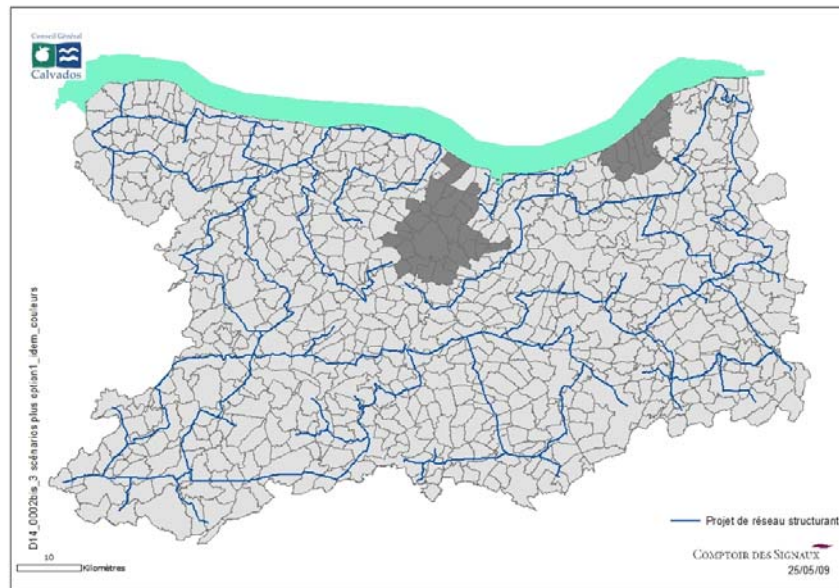 Conseil Général
Calvados
D14_0002bis_3 scénarios plus option1_idem_couleurs
Projet de réseau structurant
COMPTOIR DES SIGNAUX
25/05/09
10
Kilomètres